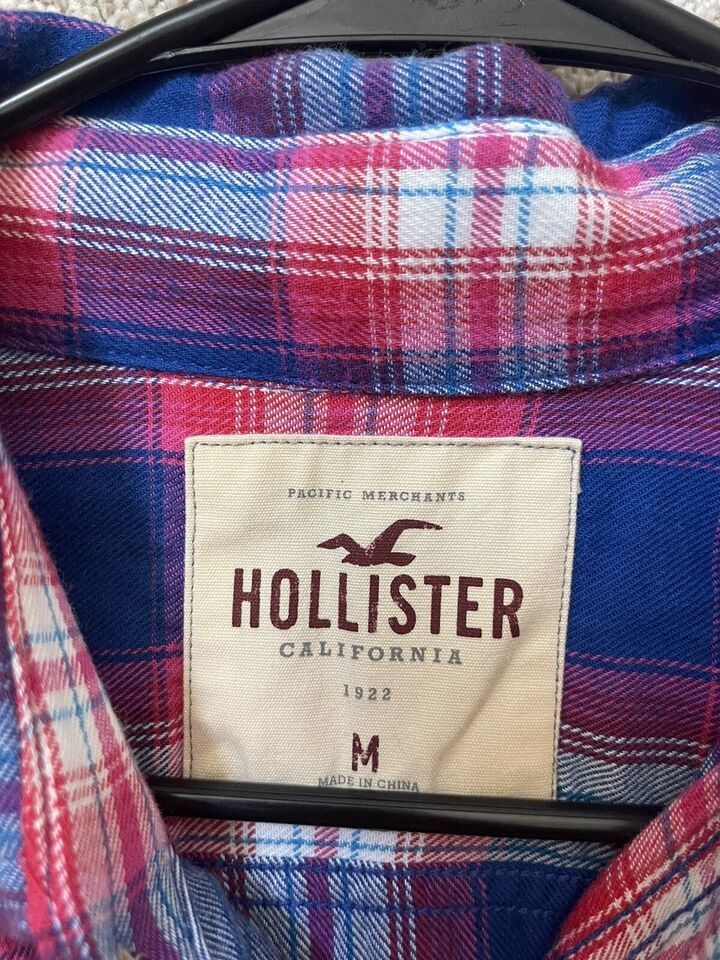 PACIFIC MERCHANTS
HOLLISTER
CALIFORNIA
1922
M
MADE IN CHINA